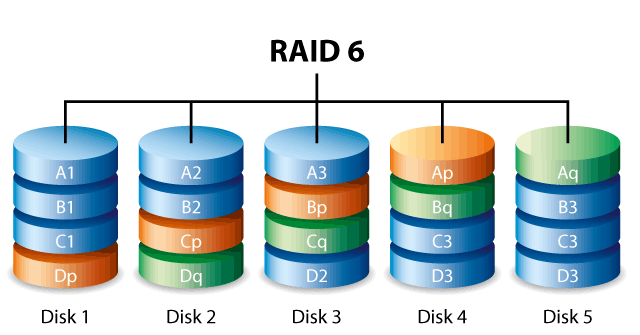 RAID 6
A1 A2 A3 Ap Aq
B1 B2 Bp Bq B3
C1 Cp Cq C3 C3
Dp Dq D2 D3 D3
Disk 1 Disk 2 Disk 3 Disk 4 Disk 5